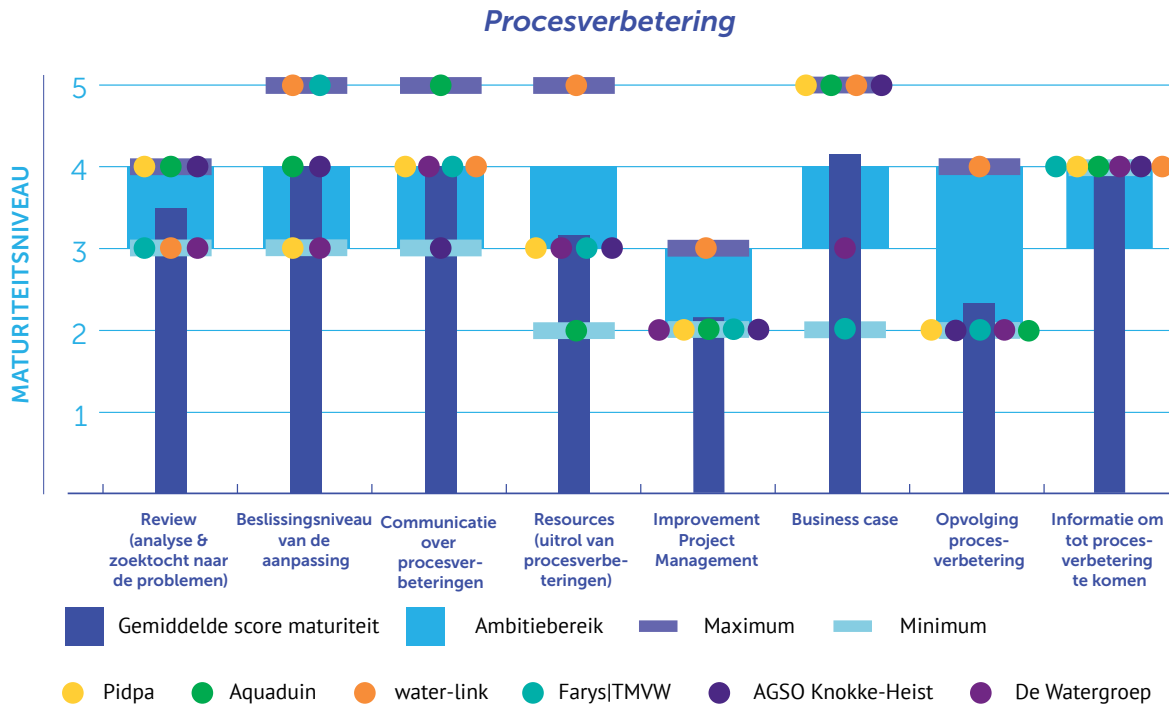 Procesverbetering
MATURITEITSNIVEAU
5
4
3
2
1
Review
(analyse &
zoektocht naar
de problemen)
Beslissingsniveau
van de
aanpassing
Communicatie
over
procesver-
beteringen
Resources
(uitrol van
procesverbe-
teringen)
Improvement
Project
Management
Business case
Opvolging
proces-
verbetering
Informatie om
tot proces-
verbetering
te komen
Gemiddelde score maturiteit
Ambitiebereik
Maximum
Minimum
Pidpa
Aquaduin
water-link
Farys|TMVW
AGSO Knokke-Heist
De Watergroep